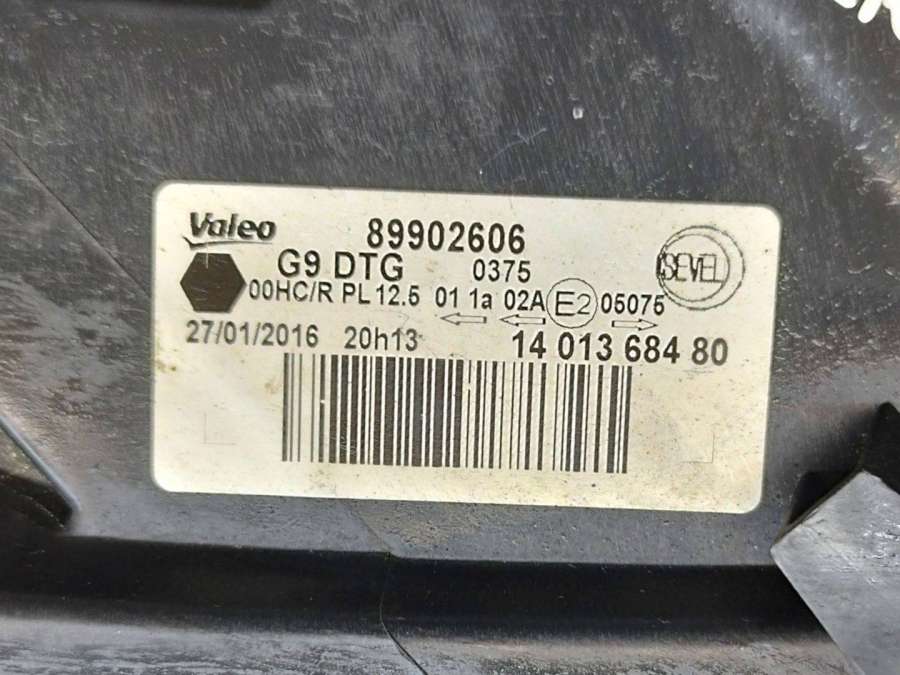 Valeo 89902606
G9 DTG 0375 SEVEL
00HC/R PL 12.5 01 1a 02A E2 05075
27/01/2016 20h13 14 013 684 80